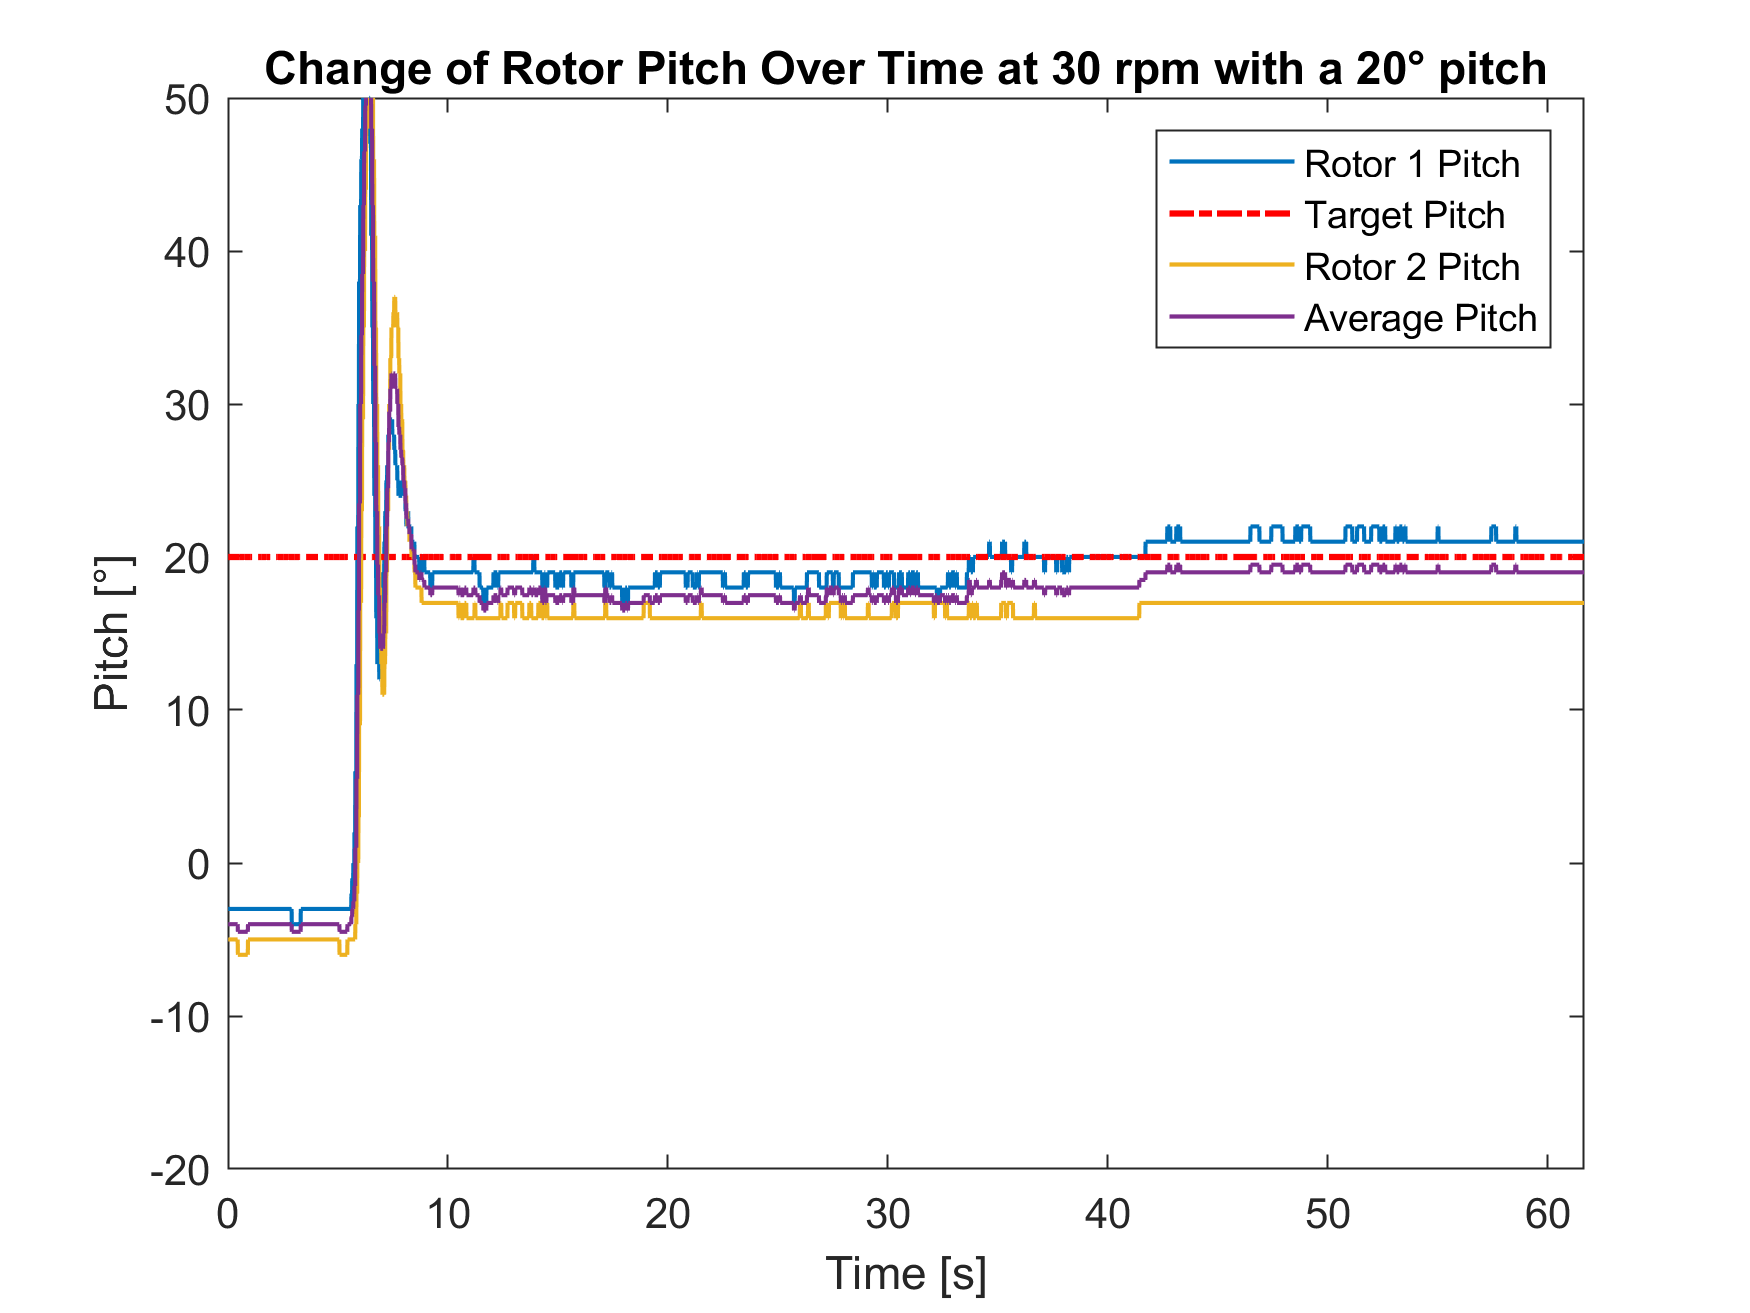 Change of Rotor Pitch Over Time at 30 rpm with a 20° pitch
50
40
30
20
10
0
-10
-20
Pitch [°]
Rotor 1 Pitch
Target Pitch
Rotor 2 Pitch
Average Pitch
0 10 20 30 40 50 60
Time [s]